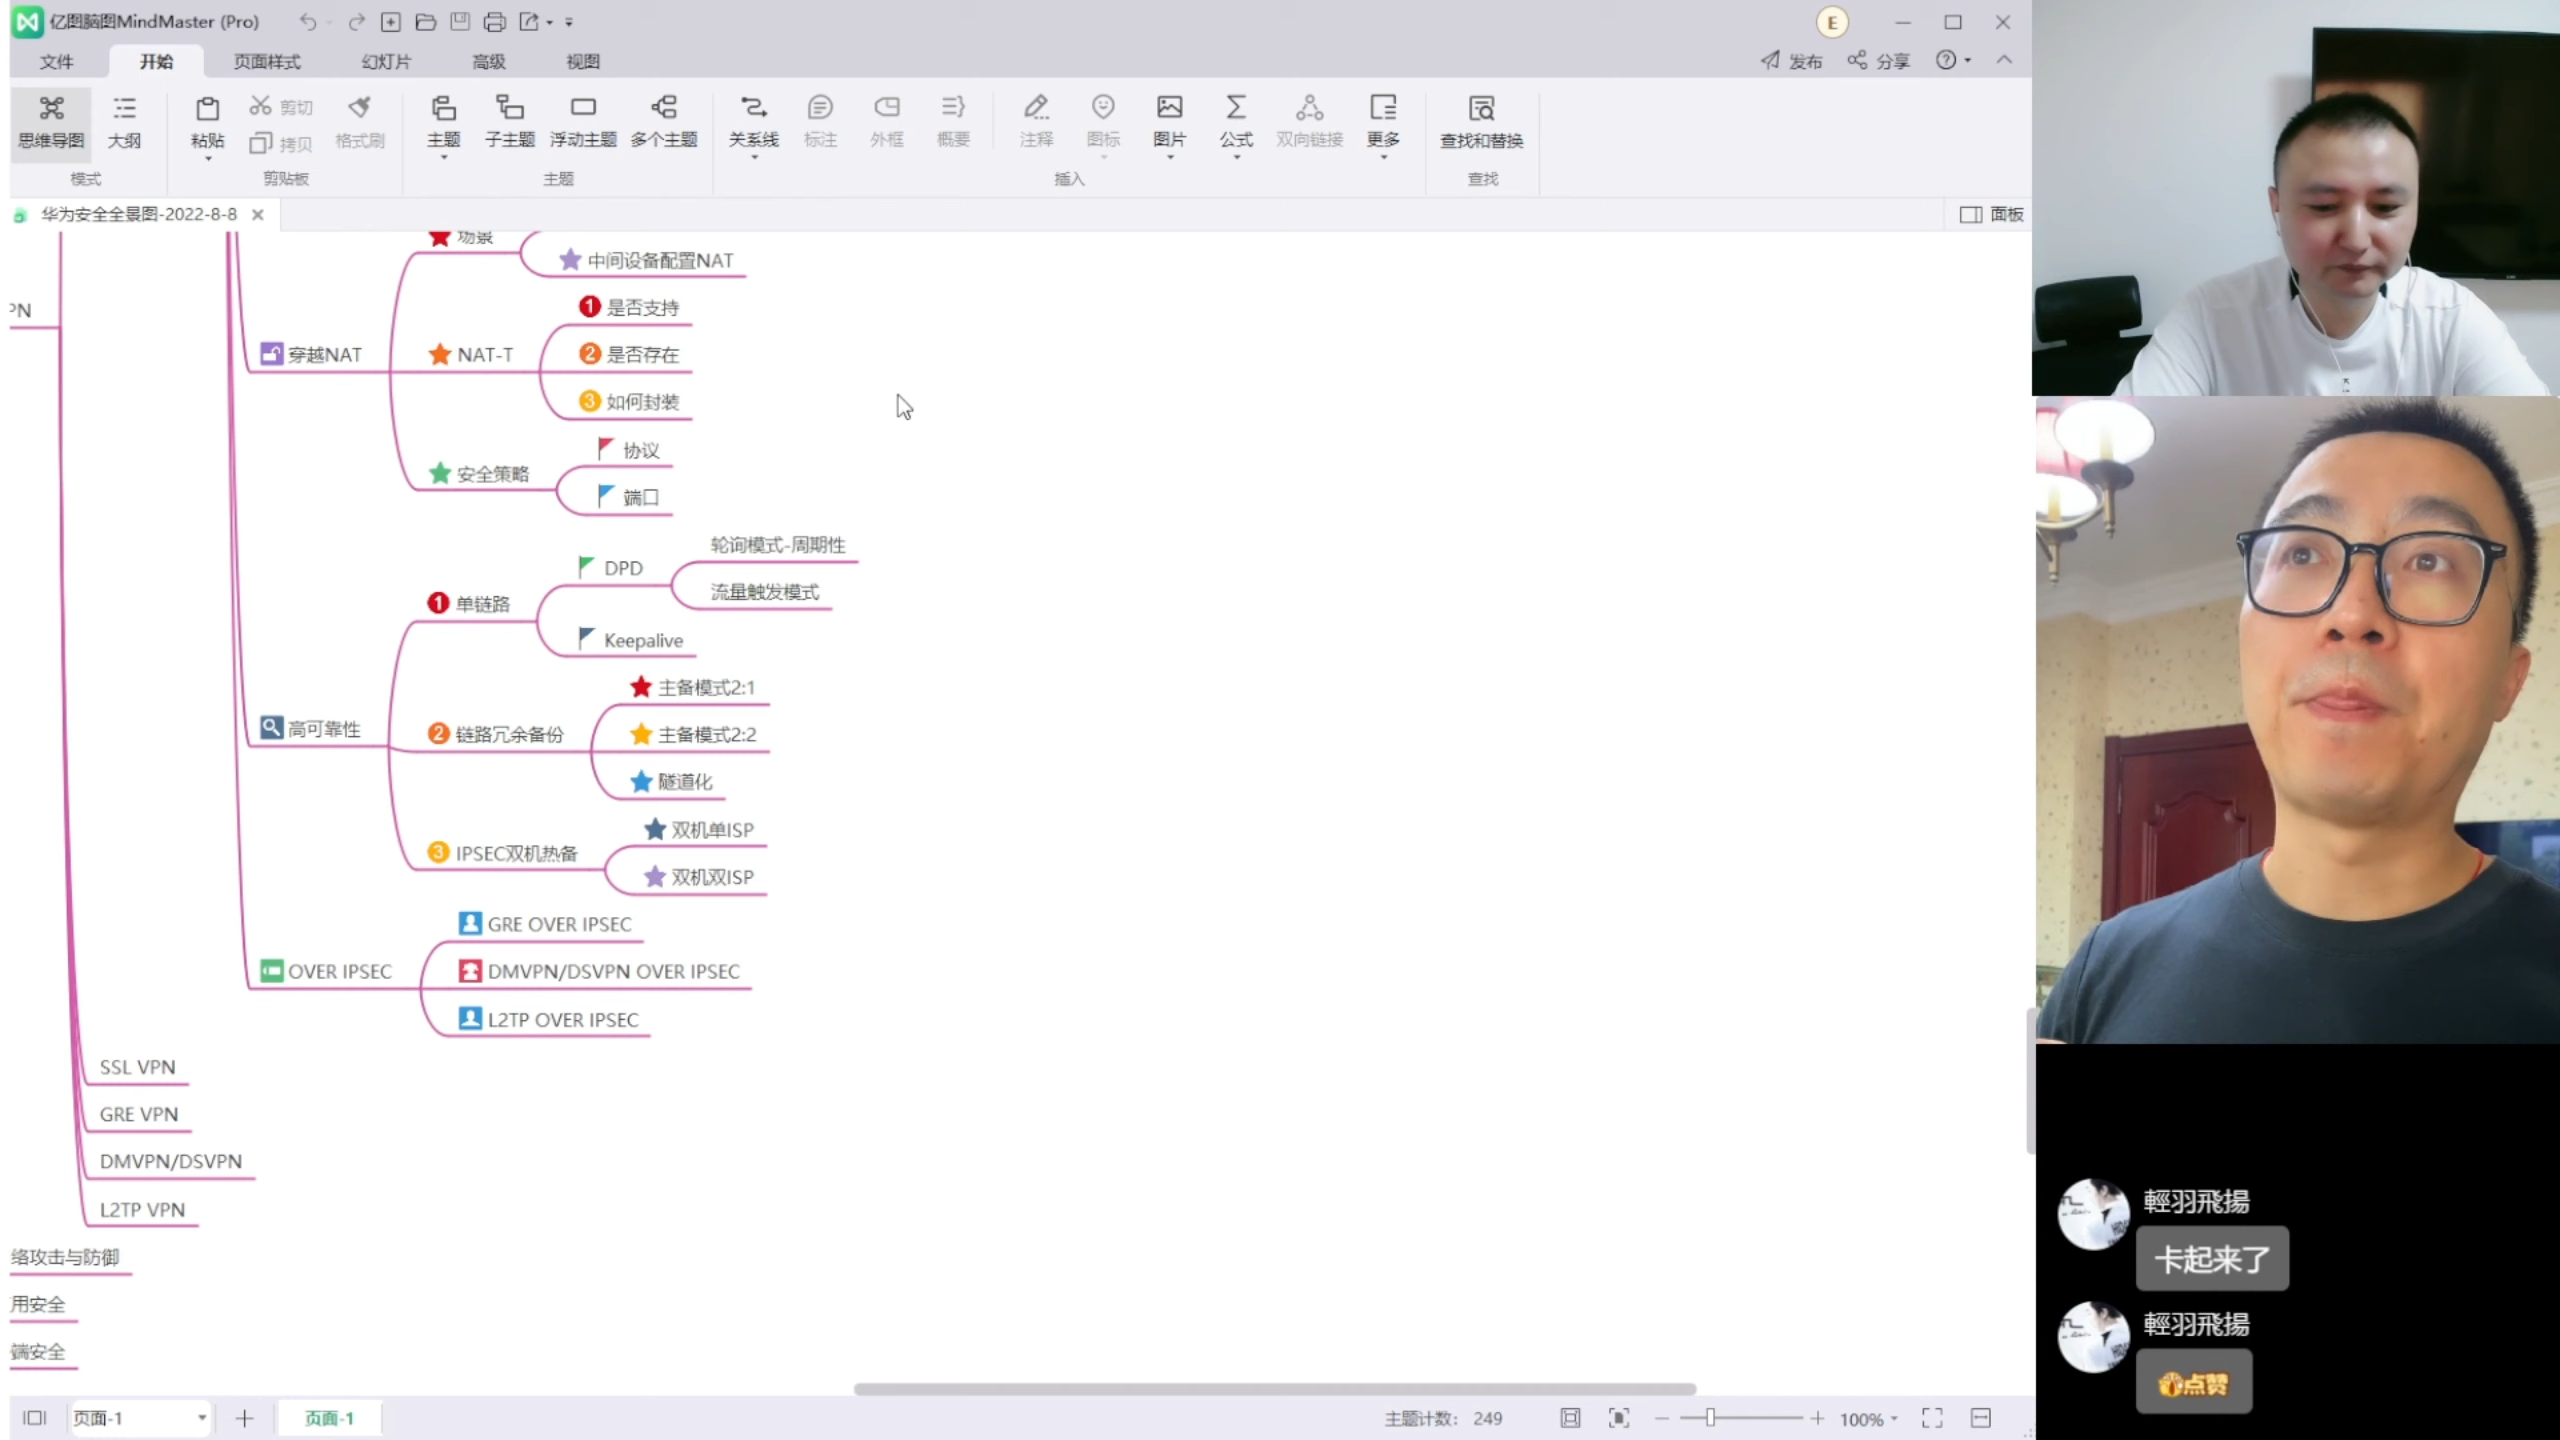 亿图脑图MindMaster (Pro)
E
文件 开始 页面样式 幻灯片 高级 视图
发布 分享
思维导图 大纲 粘贴 剪切 拷贝 格式刷 主题 子主题 浮动主题 多个主题 关系线 标注 外框 概要 注释 图标 图片 公式 双向链接 更多 查找和替换
模式 剪贴板 主题 插入 查找
华为安全全景图-2022-8-8
面板
场景
中间设备配置NAT
PN
1 是否支持
穿越NAT
NAT-T
2 是否存在
3 如何封装
安全策略
协议
端口
轮询模式-周期性
DPD
流量触发模式
1 单链路
Keepalive
主备模式2:1
高可靠性
2 链路冗余备份
主备模式2:2
隧道化
双机单ISP
3 IPSEC双机热备
双机双ISP
GRE OVER IPSEC
OVER IPSEC
DMVPN/DSVPN OVER IPSEC
L2TP OVER IPSEC
SSL VPN
GRE VPN
DMVPN/DSVPN
L2TP VPN
络攻击与防御
用安全
端安全
輕羽飛揚
卡起来了
輕羽飛揚
点赞
页面-1
页面-1
主题计数: 249
100%